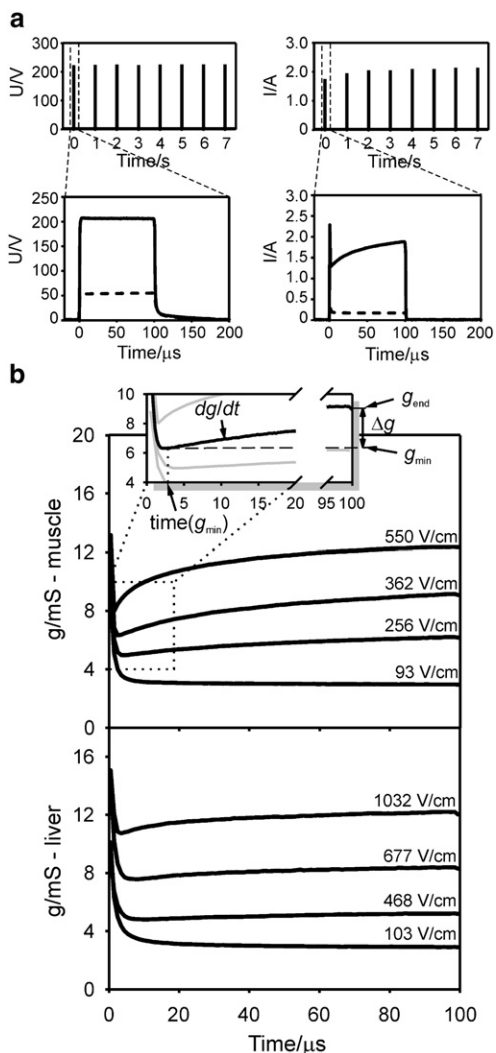 a
U/V
300
200
100
0
0 1 2 3 4 5 6 7
Time/s
I/A
3.0
2.0
1.0
0.0
0 1 2 3 4 5 6 7
Time/s
U/V
250
200
150
100
50
0
0 50 100 150 200
Time/μs
I/A
3.0
2.5
2.0
1.5
1.0
0.5
0.0
0 50 100 150 200
Time/μs
b
10
8
6
4
0 5 10 15 20 95 100
dg/dt
g_end
Δg
g_min
time(g_min)
g/mS - muscle
20
16
12
8
4
0
550 V/cm
362 V/cm
256 V/cm
93 V/cm
g/mS - liver
12
8
4
0
1032 V/cm
677 V/cm
468 V/cm
103 V/cm
0 20 40 60 80 100
Time/μs